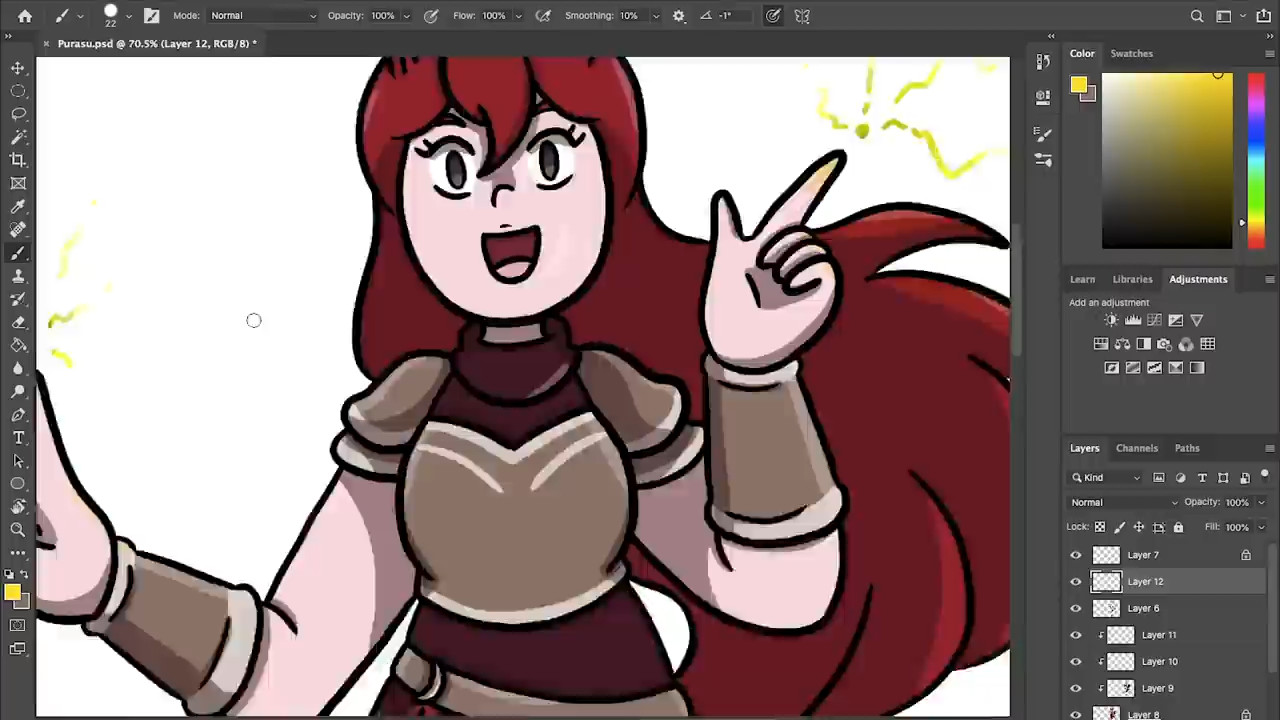 22 Mode: Normal Opacity: 100% Flow: 100% Smoothing: 10% -1°
× Purasu.psd @ 70.5% (Layer 12, RGB/8) *
Color Swatches
Learn Libraries Adjustments
Add an adjustment
Layers Channels Paths
Kind
Normal Opacity: 100%
Lock: Fill: 100%
Layer 7
Layer 12
Layer 6
Layer 11
Layer 10
Layer 9
Layer 8